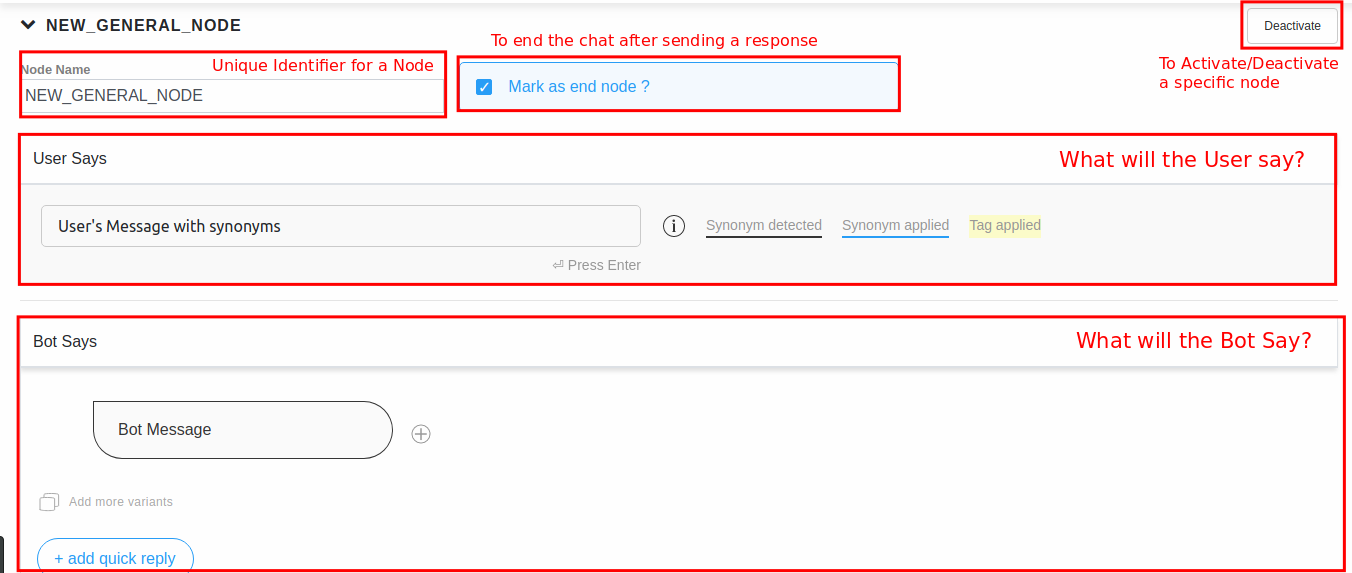 NEW_GENERAL_NODE
Deactivate
To end the chat after sending a response
Node Name
Unique Identifier for a Node
To Activate/Deactivate
a specific node
NEW_GENERAL_NODE
Mark as end node ?
User Says
What will the User say?
User's Message with synonyms
i
Synonym detected
Synonym applied
Tag applied
⏎ Press Enter
Bot Says
What will the Bot Say?
Bot Message
Add more variants
+ add quick reply